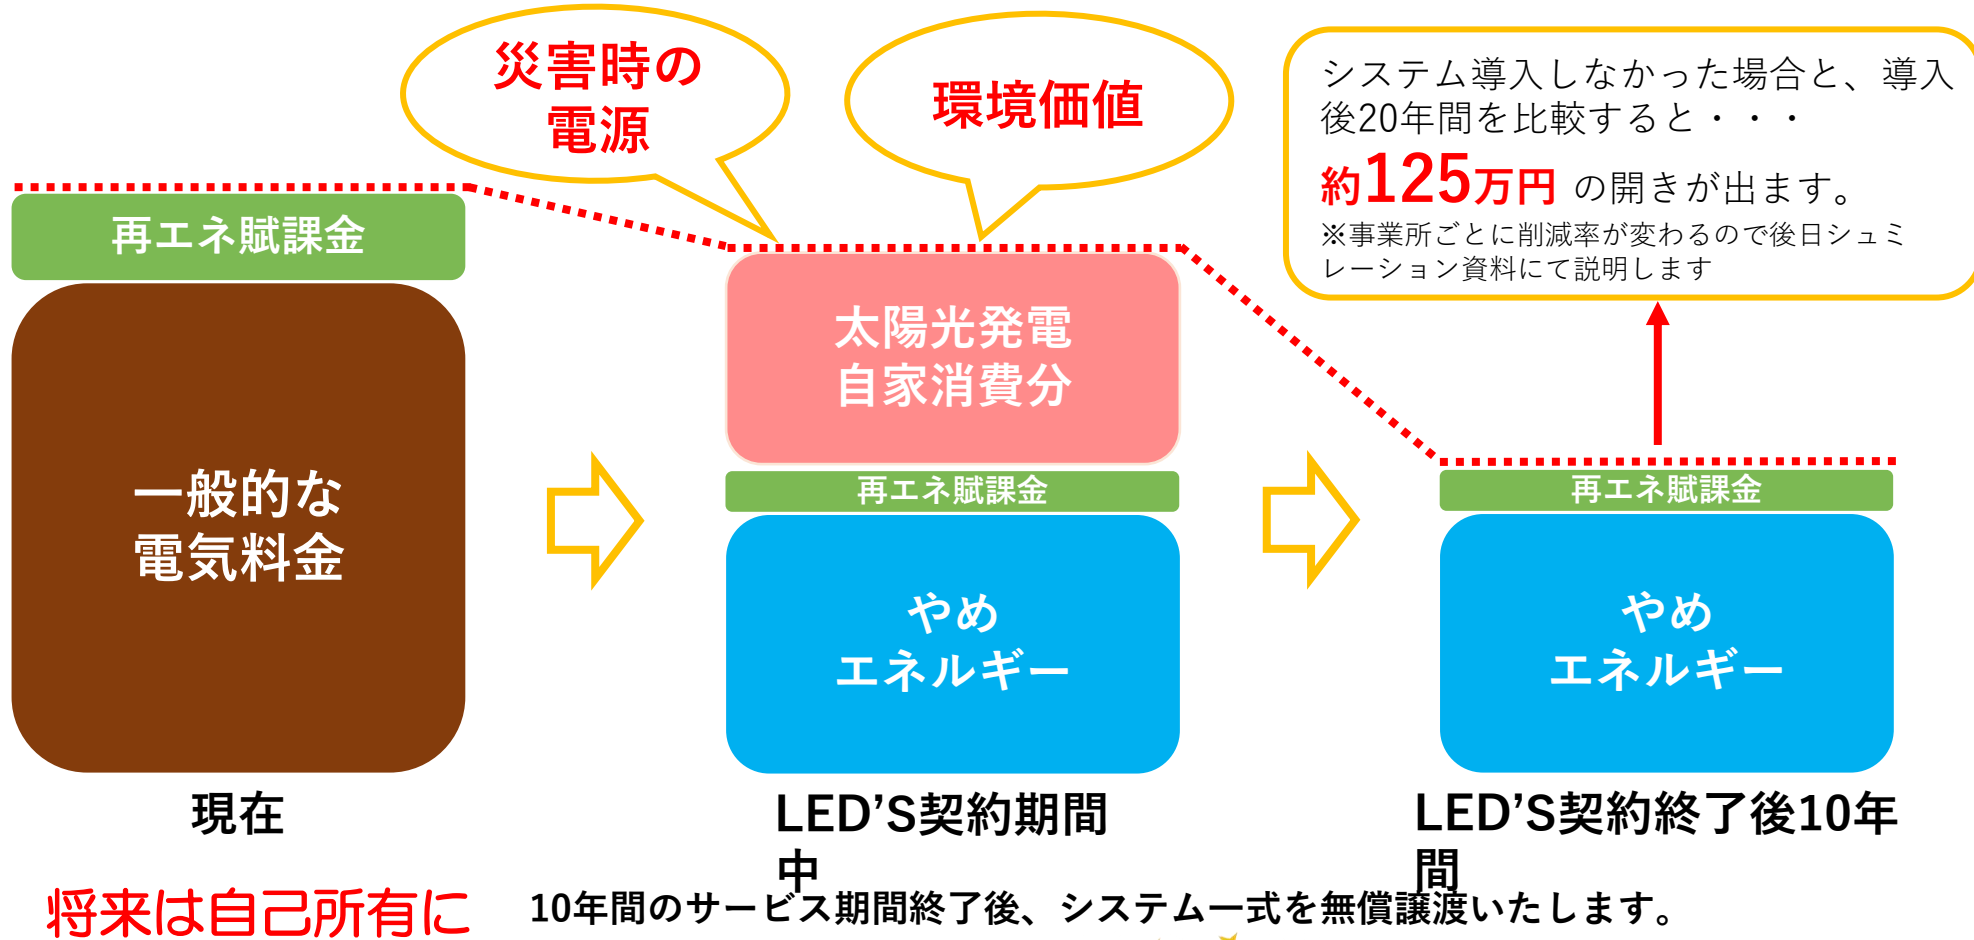 災害時の
電源
環境価値
システム導入しなかった場合と、導入
後20年間を比較すると・・・
約125万円 の開きが出ます。
※事業所ごとに削減率が変わるので後日シュミ
レーション資料にて説明します
再エネ賦課金
一般的な
電気料金
現在
太陽光発電
自家消費分
再エネ賦課金
やめ
エネルギー
LED’S契約期間
中
再エネ賦課金
やめ
エネルギー
LED’S契約終了後10年
間
将来は自己所有に
10年間のサービス期間終了後、システム一式を無償譲渡いたします。